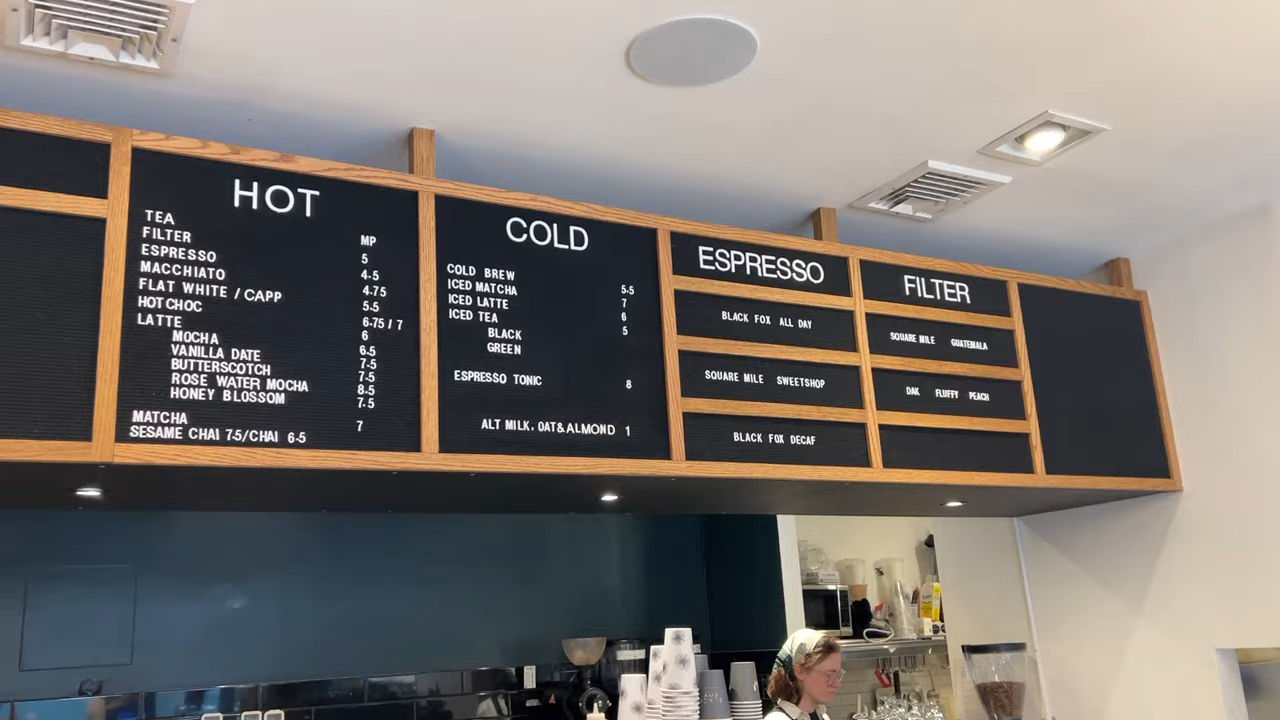 HOT
TEA MP
FILTER 5
ESPRESSO 4-5
MACCHIATO 4.75
FLAT WHITE / CAPP 5-5
HOTCHOC 6-75 / 7
LATTE 6
MOCHA 6.5
VANILLA DATE 7-5
BUTTERSCOTCH 7-5
ROSE WATER MOCHA 8-5
HONEY BLOSSOM 7-5
MATCHA 7
SESAME CHAI 7-5/CHAI 6-5
COLD
COLD BREW 5-5
ICED MATCHA 7
ICED LATTE 6
ICED TEA 5
BLACK
GREEN
ESPRESSO TONIC 8
ALT MILK, OAT&ALMOND 1
ESPRESSO
BLACK FOX ALL DAY
SQUARE MILE SWEETSHOP
BLACK FOX DECAF
FILTER
SQUARE MILE GUATEMALA
DAK FLUFFY PEACH